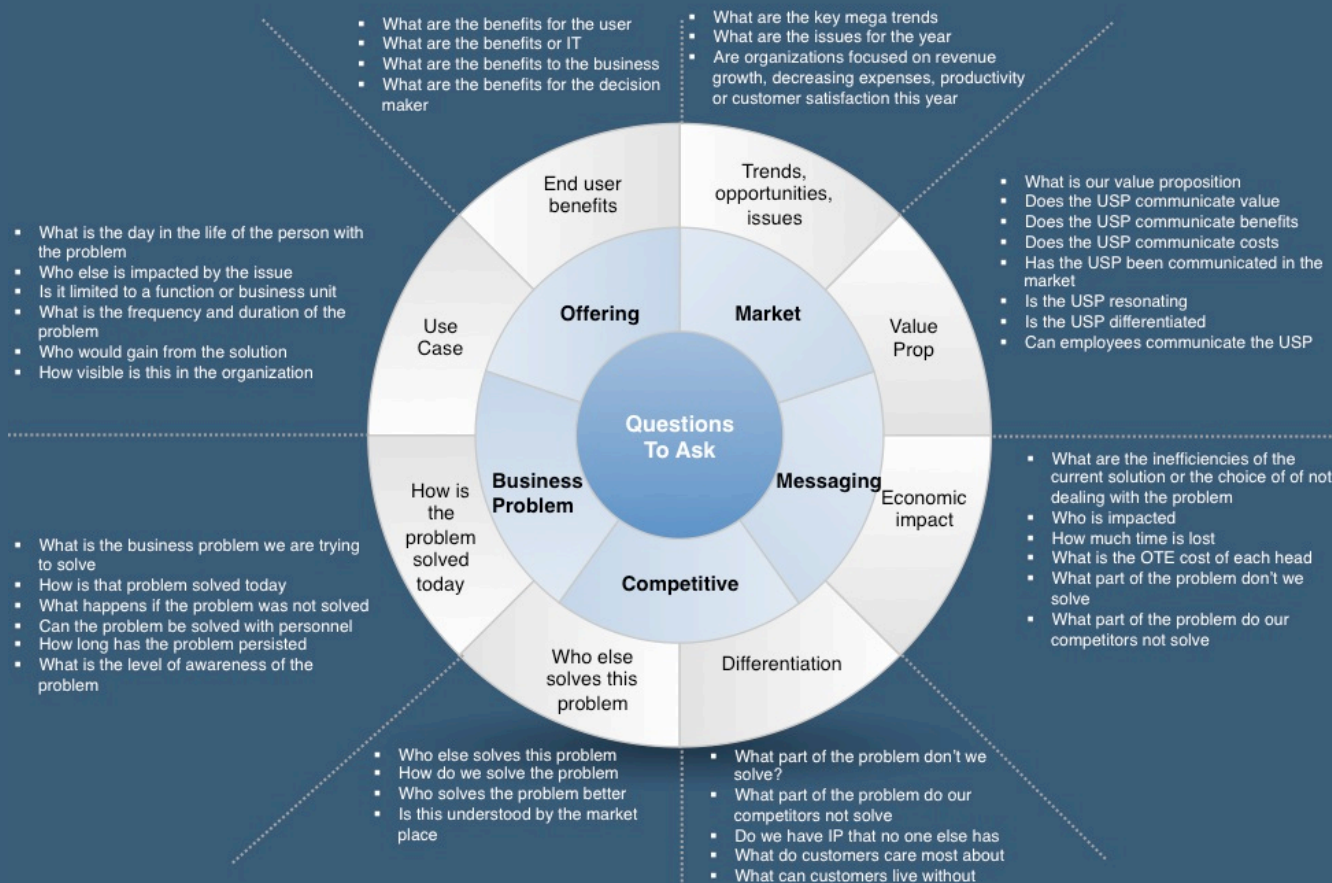 What are the benefits for the user
What are the benefits or IT
What are the benefits to the business
What are the benefits for the decision
maker
What are the key mega trends
What are the issues for the year
Are organizations focused on revenue
growth, decreasing expenses, productivity
or customer satisfaction this year
What is our value proposition
Does the USP communicate value
Does the USP communicate benefits
Does the USP communicate costs
Has the USP been communicated in the
market
Is the USP resonating
Is the USP differentiated
Can employees communicate the USP
What are the inefficiencies of the
current solution or the choice of of not
dealing with the problem
Who is impacted
How much time is lost
What is the OTE cost of each head
What part of the problem don't we
solve
What part of the problem do our
competitors not solve
What part of the problem don't we
solve?
What part of the problem do our
competitors not solve
Do we have IP that no one else has
What do customers care most about
What can customers live without
Who else solves this problem
How do we solve the problem
Who solves the problem better
Is this understood by the market
place
What is the business problem we are trying
to solve
How is that problem solved today
What happens if the problem was not solved
Can the problem be solved with personnel
How long has the problem persisted
What is the level of awareness of the
problem
What is the day in the life of the person with
the problem
Who else is impacted by the issue
Is it limited to a function or business unit
What is the frequency and duration of the
problem
Who would gain from the solution
How visible is this in the organization
End user
benefits
Trends,
opportunities,
issues
Value
Prop
Economic
impact
Differentiation
Who else
solves this
problem
How is
the
problem
solved
today
Use
Case
Offering
Market
Messaging
Competitive
Business
Problem
Questions
To Ask